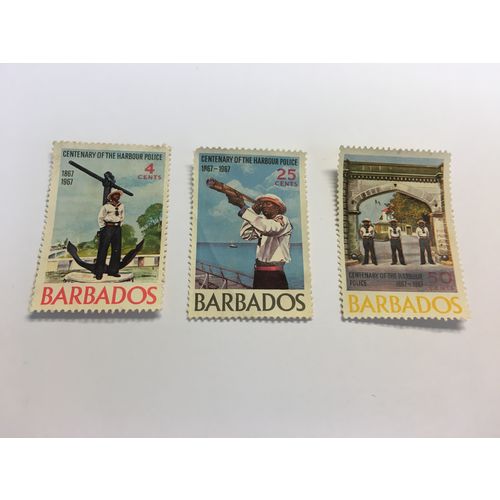 CENTENARY OF THE HARBOUR POLICE
1867
1967
4
CENTS
BARBADOS
CENTENARY OF THE HARBOUR POLICE
1867-1967
25
CENTS
BARBADOS
CENTENARY OF THE HARBOUR
POLICE
1867-1967
50
BARBADOS